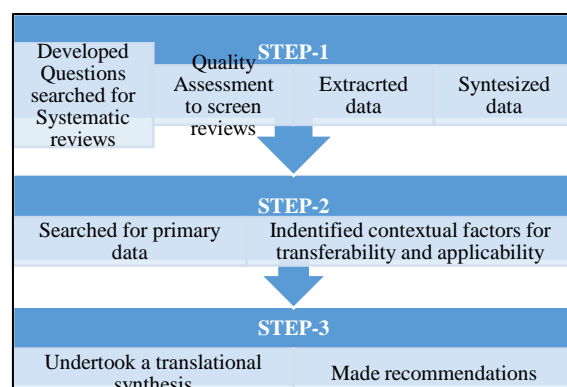 STEP-1
Developed
Questions
searched for
Systematic
reviews
Quality
Assessment
to screen
reviews
Extracrted
data
Syntesized
data
STEP-2
Searched for primary
data
Indentified contextual factors for
transferability and applicability
STEP-3
Undertook a translational
synthesis
Made recommendations